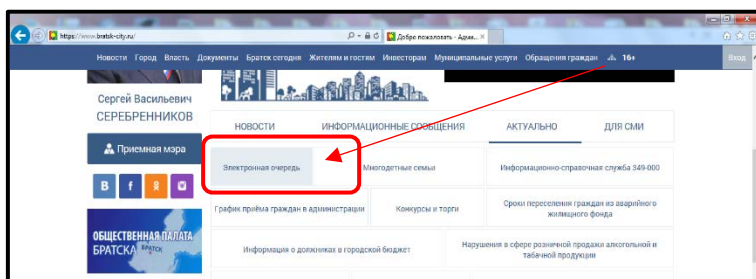 https://www.bratsk-city.ru/
Добро пожаловать - Адми...
Новости Город Власть Документы Братск сегодня Жителям и гостям Инвесторам Муниципальные услуги Обращения граждан 16+ Вход
Сергей Васильевич
СЕРЕБРЕННИКОВ
НОВОСТИ ИНФОРМАЦИОННЫЕ СООБЩЕНИЯ АКТУАЛЬНО ДЛЯ СМИ
Приемная мэра
Электронная очередь Многодетные семьи Информационно-справочная служба 349-000
График приёма граждан в администрации Конкурсы и торги Сроки переселения граждан из аварийного
жилищного фонда
ОБЩЕСТВЕННАЯ ПАЛАТА
БРАТСКА БРАТСК
Информация о должниках в городской бюджет Нарушения в сфере розничной продажи алкогольной и
табачной продукции